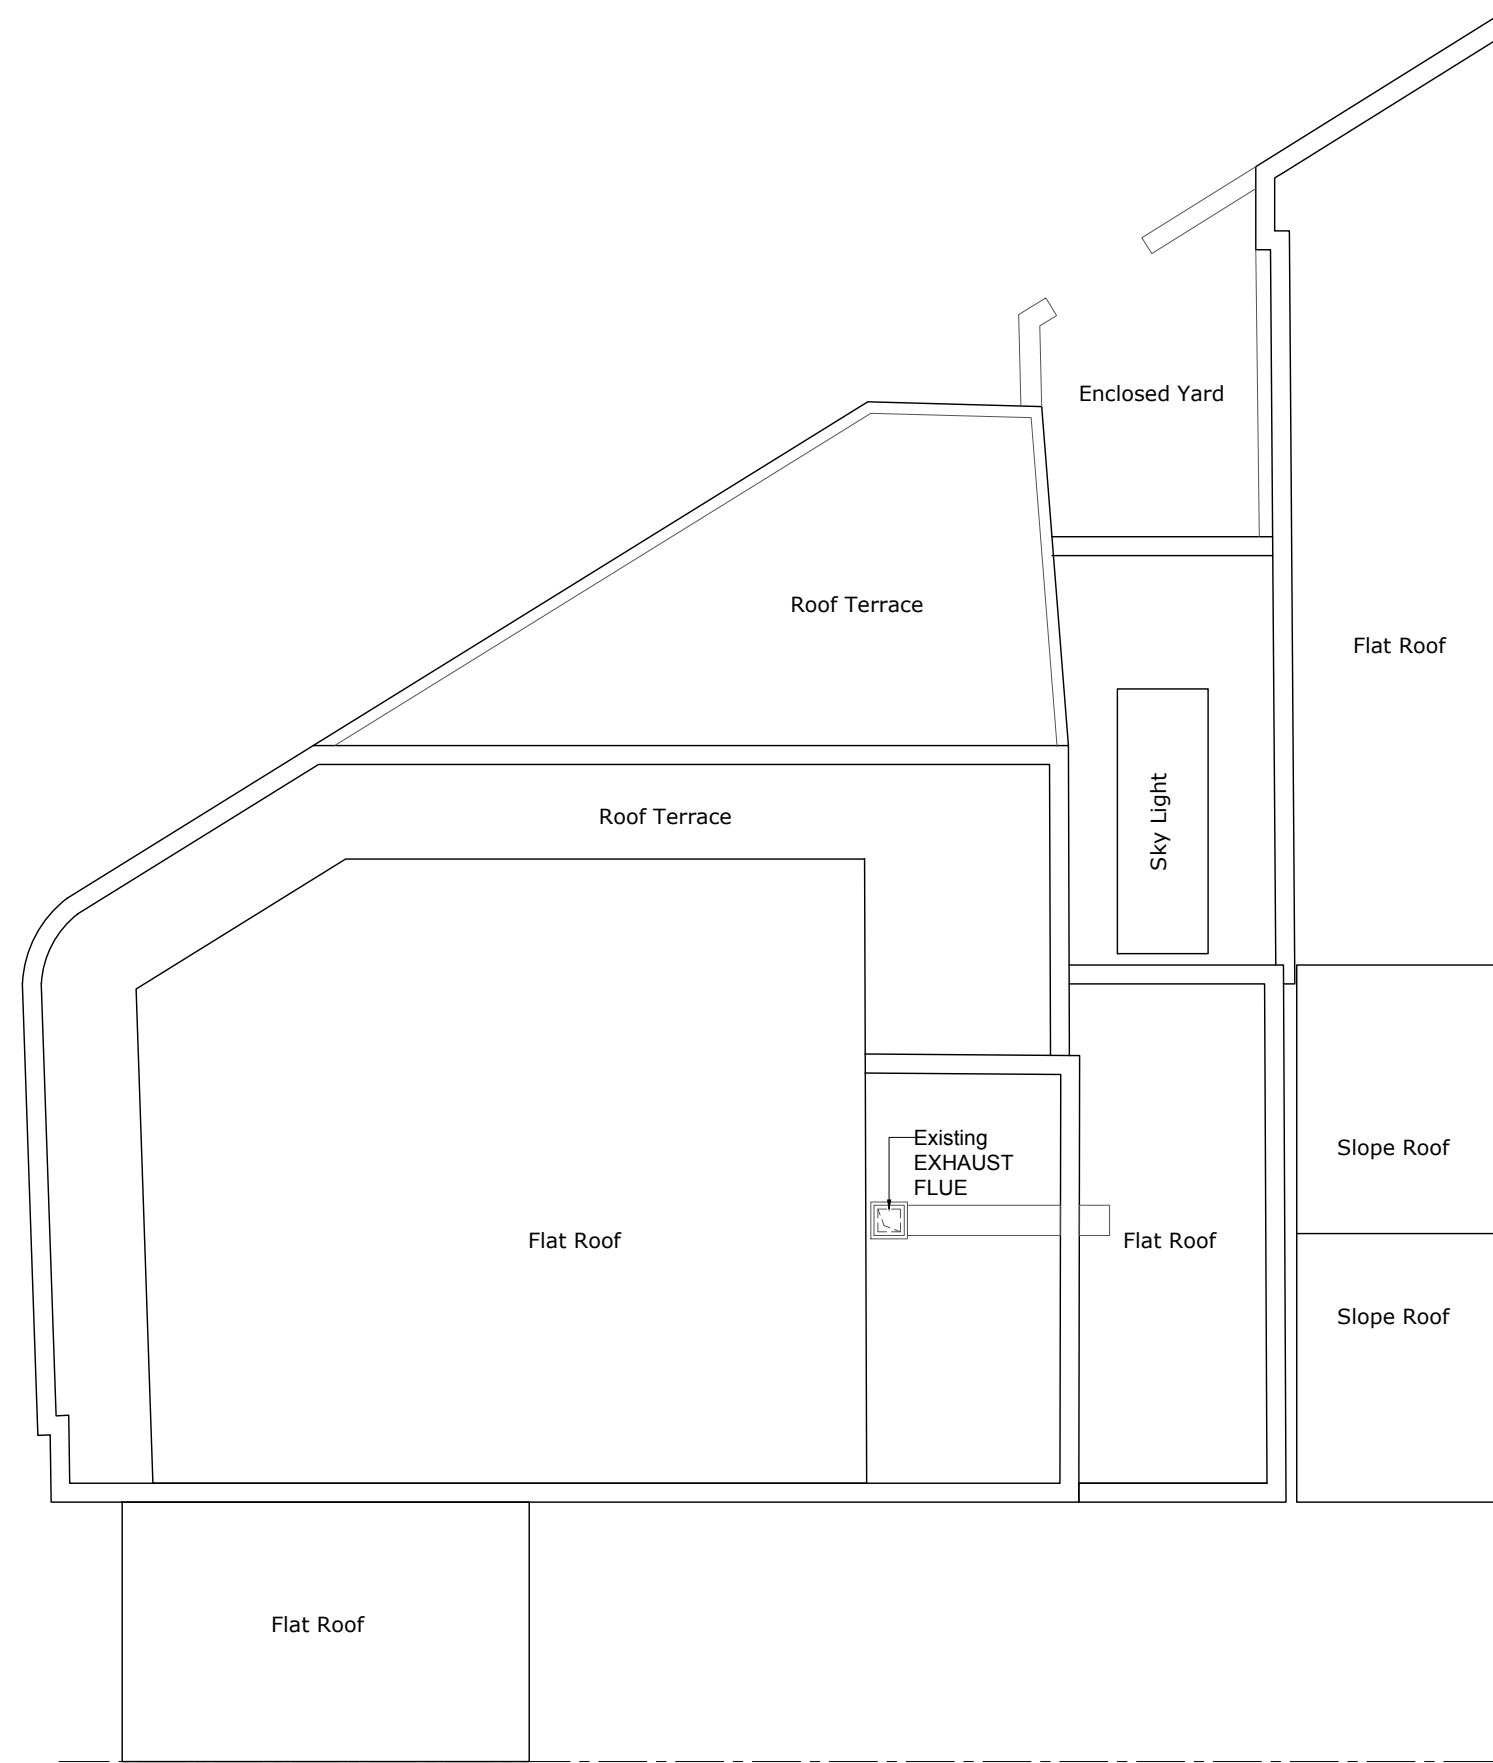 Enclosed Yard
Roof Terrace
Flat Roof
Sky Light
Roof Terrace
Existing
EXHAUST
FLUE
Slope Roof
Flat Roof
Flat Roof
Slope Roof
Flat Roof